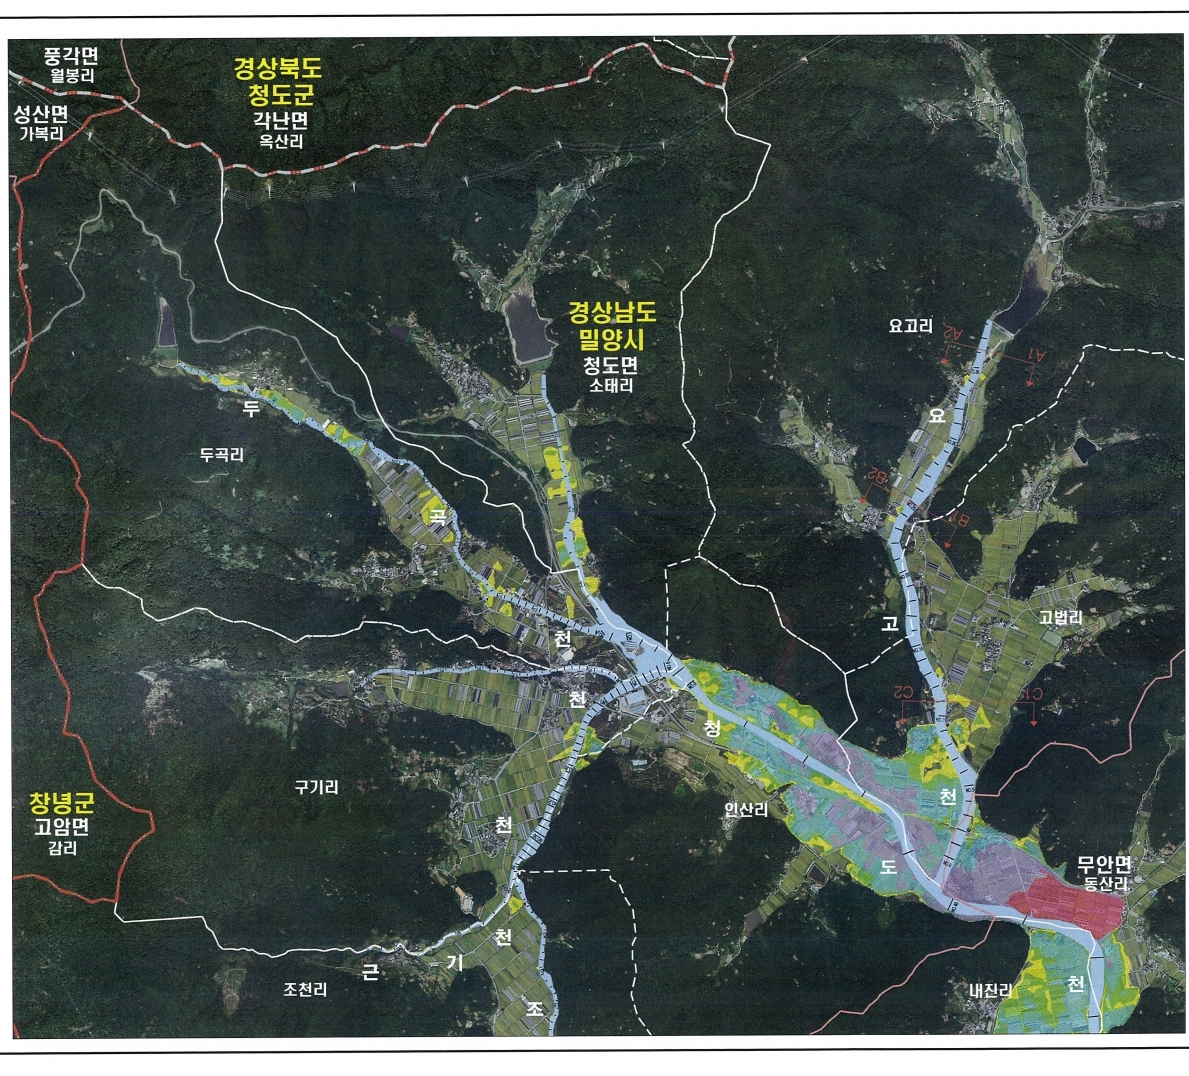 풍각면
월봉리
성산면
가복리
경상북도
청도군
각난면
옥산리
경상남도
밀양시
청도면
소태리
요고리
A2
A1
두
두곡리
요
B2
B1
곡
고
고법리
천
천
C2
C1
청
구기리
창녕군
고암면
감리
천
인산리
천
도
무안면
동산리
천
기
근
조천리
조
내진리
천